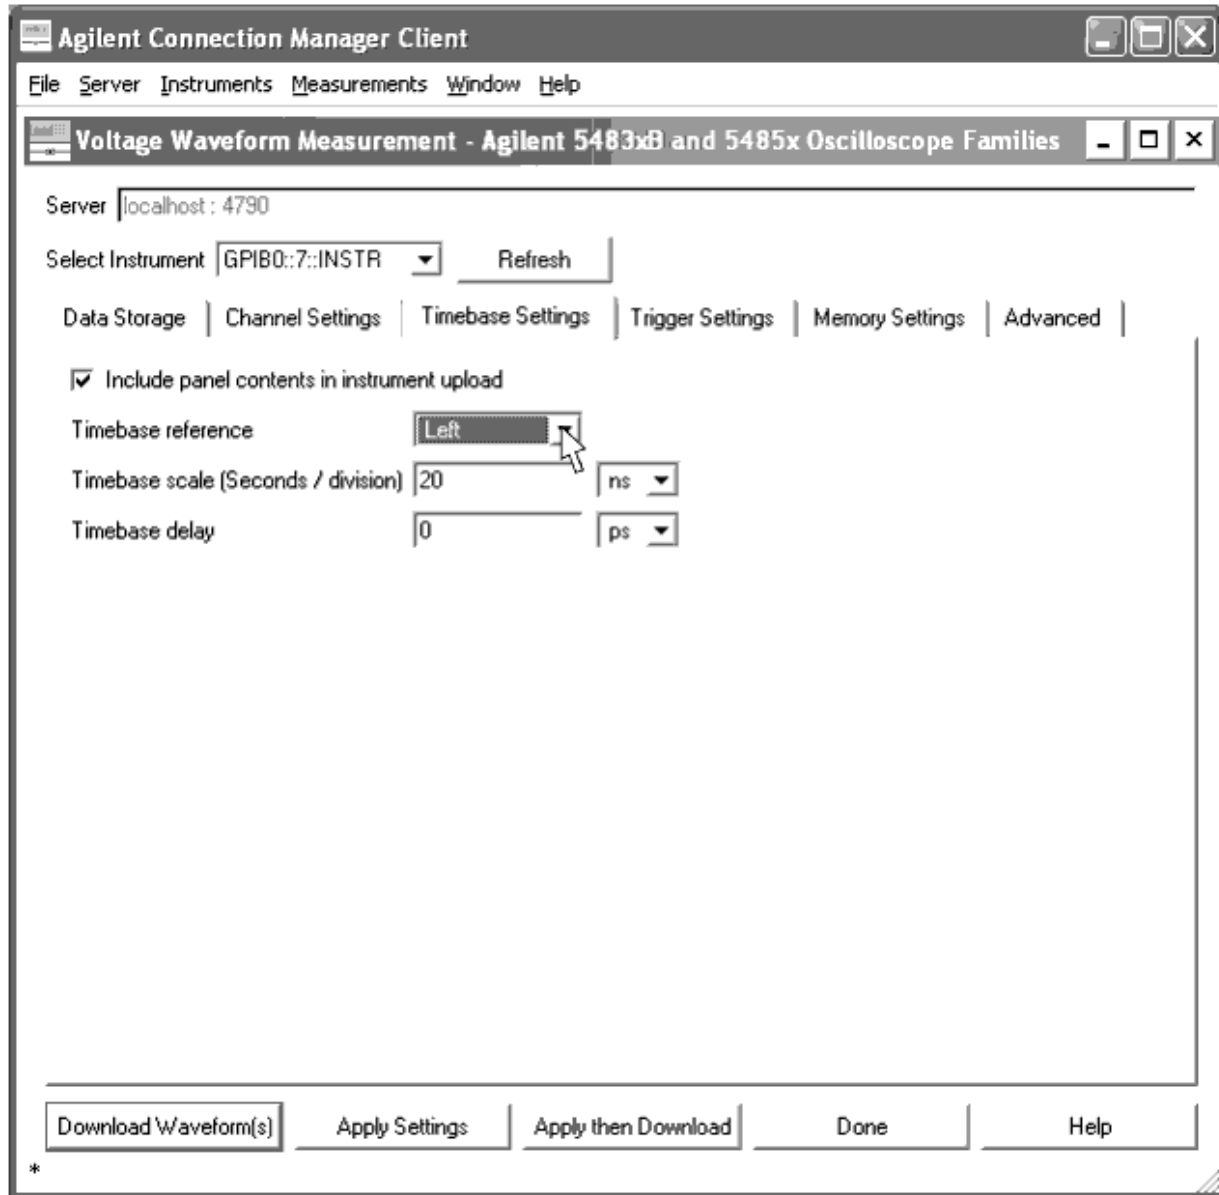 Agilent Connection Manager Client
File Server Instruments Measurements Window Help
Voltage Waveform Measurement - Agilent 5483xB and 5485x Oscilloscope Families
Server localhost : 4790
Select Instrument GPIB0::7::INSTR Refresh
Data Storage Channel Settings Timebase Settings Trigger Settings Memory Settings Advanced
Include panel contents in instrument upload
Timebase reference Left
Timebase scale (Seconds / division) 20 ns
Timebase delay 0 ps
Download Waveform(s) Apply Settings Apply then Download Done Help
*